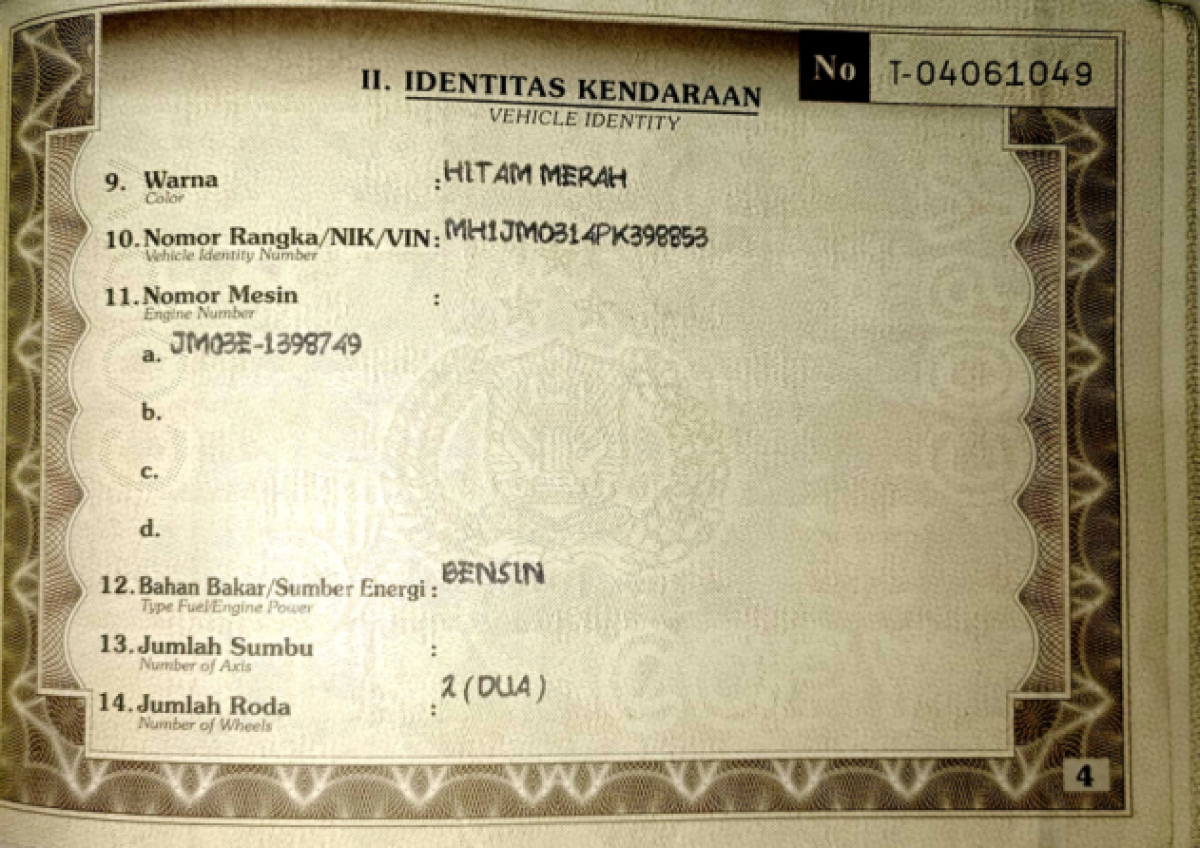 No T-04061049
II. IDENTITAS KENDARAAN
VEHICLE IDENTITY
9. Warna : HITAM MERAH
Color
10. Nomor Rangka/NIK/VIN : MH1JM0314PK398853
Vehicle Identity Number
11. Nomor Mesin :
Engine Number
a. JM03E-1398749
b.
c.
d.
12. Bahan Bakar/Sumber Energi : BENSIN
Type Fuel/Engine Power
13. Jumlah Sumbu :
Number of Axis
14. Jumlah Roda : 2 (DUA)
Number of Wheels
4